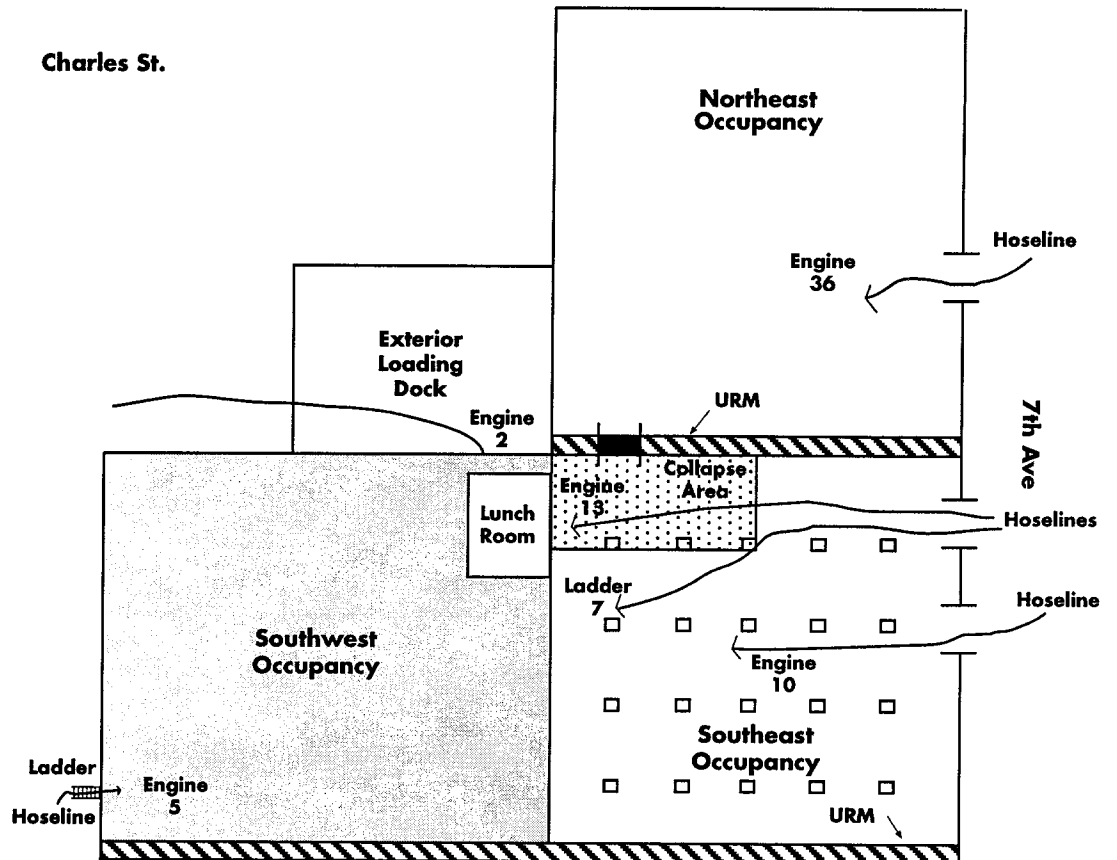 Charles St.
Northeast
Occupancy
Hoseline
Engine
36
Exterior
Loading
Dock
Engine
2
URM
7th Ave
Collapse
Area
Engine
13
Lunch
Room
Hoselines
Ladder
7
Hoseline
Southwest
Occupancy
Engine
10
Southeast
Occupancy
Ladder
Hoseline
Engine
5
URM